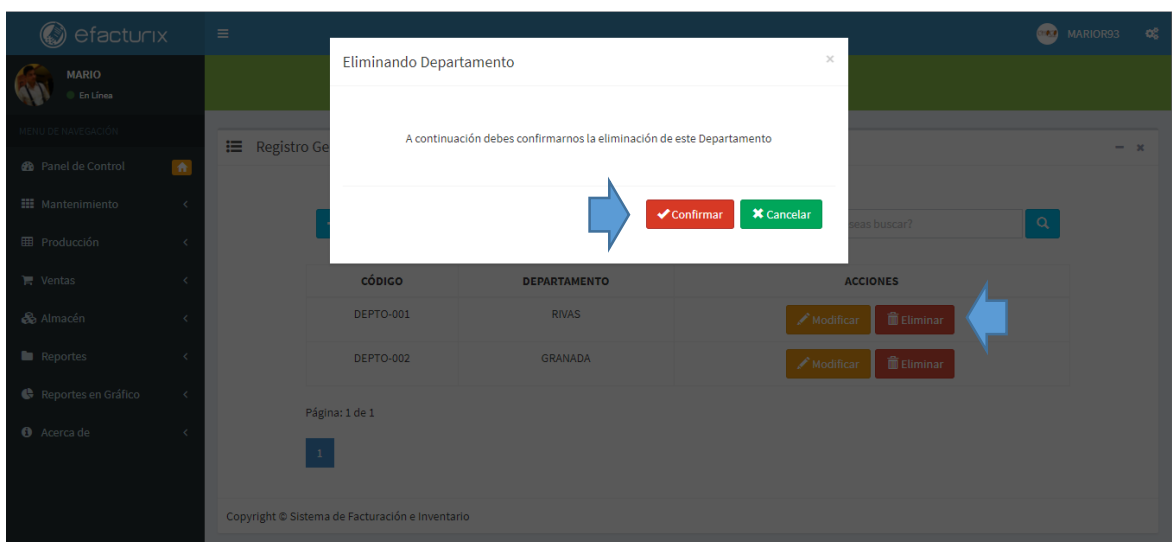 efacturix
MARIOR93
MARIO
En Línea
MENU DE NAVEGACIÓN
Panel de Control
Mantenimiento
Producción
Ventas
Almacén
Reportes
Reportes en Gráfico
Acerca de
Eliminando Departamento
×
A continuación debes confirmarnos la eliminación de este Departamento
Confirmar Cancelar
Registro Ge
seas buscar?
CÓDIGO DEPARTAMENTO ACCIONES
DEPTO-001 RIVAS Modificar Eliminar
DEPTO-002 GRANADA Modificar Eliminar
Página: 1 de 1
1
Copyright © Sistema de Facturación e Inventario